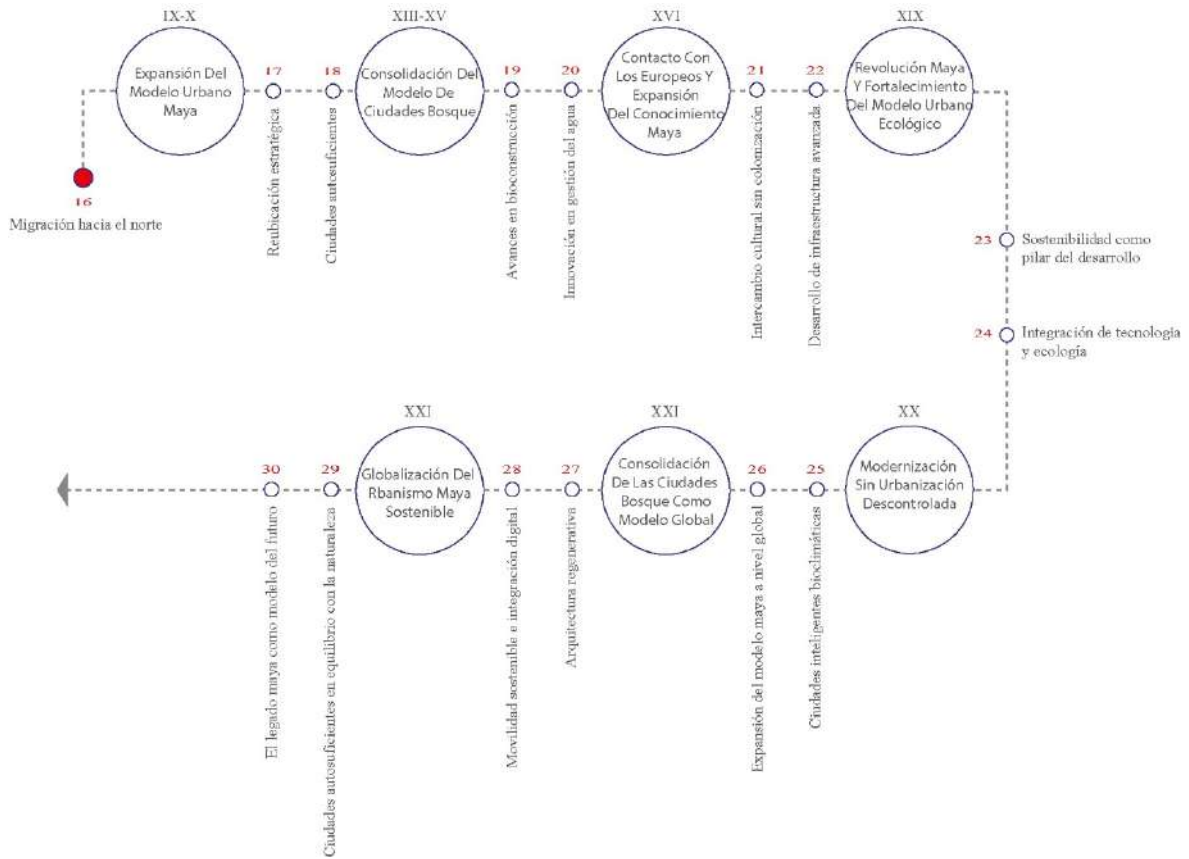 IX-X
Expansión Del
Modelo Urbano
Maya
XIII-XV
Consolidación Del
Modelo De
Ciudades Bosque
XVI
Contacto Con
Los Europeos Y
Expansión
Del Conocimiento
Maya
XIX
Revolución Maya
Y Fortalecimiento
Del Modelo Urbano
Ecológico
16
Migración hacia el norte
17
Reubicación estratégica
18
Ciudades autosuficientes
19
Avances en bioconstrucción
20
Innovación en gestión del agua
21
Intercambio cultural sin colonización
22
Desarrollo de infraestructura avanzada
23
Sostenibilidad como
pilar del desarrollo
24
Integración de tecnología
y ecología
XX
Modernización
Sin Urbanización
Descontrolada
25
Ciudades inteligentes bioclimáticas
26
Expansión del modelo maya a nivel global
XXI
Consolidación
De Las Ciudades
Bosque Como
Modelo Global
27
Arquitectura regenerativa
28
Movilidad sostenible e integración digital
XXI
Globalización Del
Rbanismo Maya
Sostenible
29
Ciudades autosuficientes en equilibrio con la naturaleza
30
El legado maya como modelo del futuro